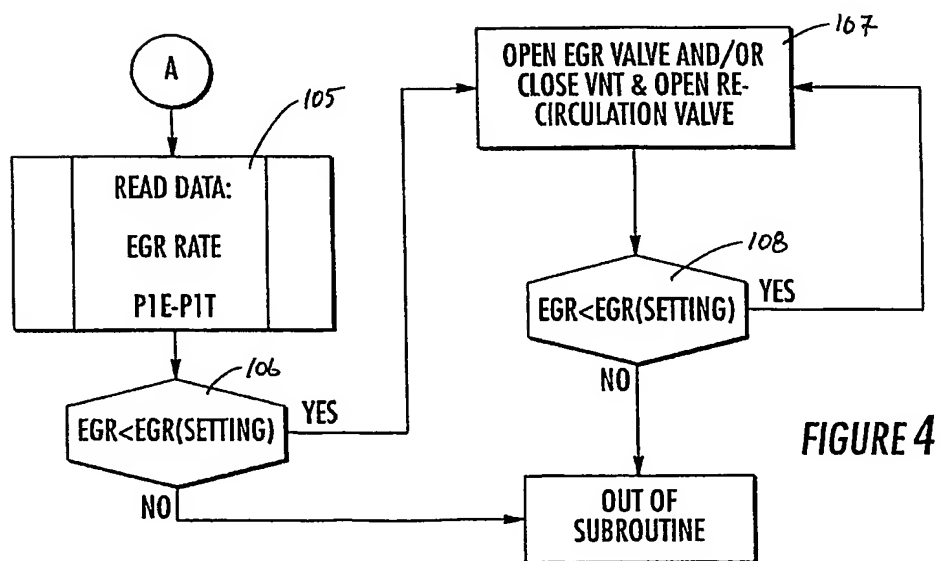 A
105
READ DATA:
EGR RATE
P1E-P1T
106
EGR<EGR(SETTING)
YES
NO
107
OPEN EGR VALVE AND/OR
CLOSE VNT & OPEN RE-
CIRCULATION VALVE
108
EGR<EGR(SETTING)
YES
NO
OUT OF
SUBROUTINE
FIGURE 4